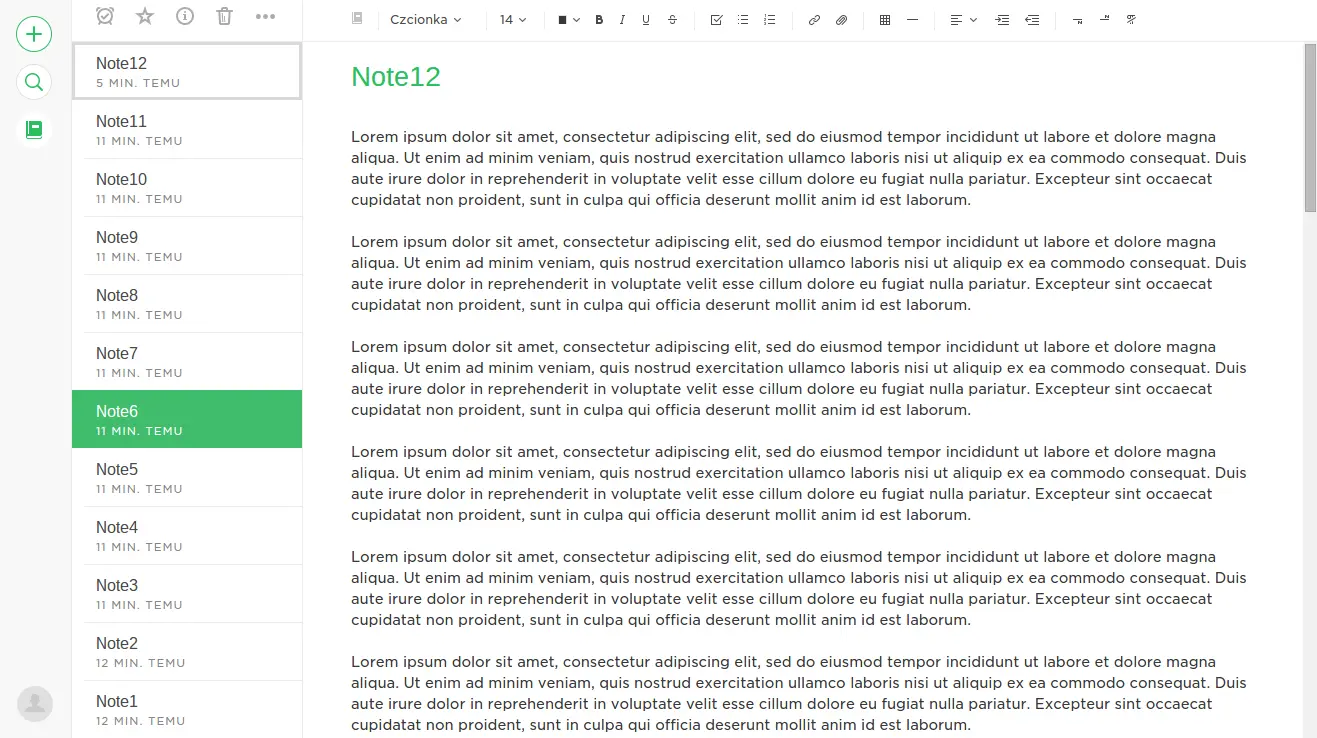 Czcionka
14
B
I
U
S
Note12
5 MIN. TEMU
Note11
11 MIN. TEMU
Note10
11 MIN. TEMU
Note9
11 MIN. TEMU
Note8
11 MIN. TEMU
Note7
11 MIN. TEMU
Note6
11 MIN. TEMU
Note5
11 MIN. TEMU
Note4
11 MIN. TEMU
Note3
11 MIN. TEMU
Note2
12 MIN. TEMU
Note1
12 MIN. TEMU
Note12
Lorem ipsum dolor sit amet, consectetur adipiscing elit, sed do eiusmod tempor incididunt ut labore et dolore magna
aliqua. Ut enim ad minim veniam, quis nostrud exercitation ullamco laboris nisi ut aliquip ex ea commodo consequat. Duis
aute irure dolor in reprehenderit in voluptate velit esse cillum dolore eu fugiat nulla pariatur. Excepteur sint occaecat
cupidatat non proident, sunt in culpa qui officia deserunt mollit anim id est laborum.
Lorem ipsum dolor sit amet, consectetur adipiscing elit, sed do eiusmod tempor incididunt ut labore et dolore magna
aliqua. Ut enim ad minim veniam, quis nostrud exercitation ullamco laboris nisi ut aliquip ex ea commodo consequat. Duis
aute irure dolor in reprehenderit in voluptate velit esse cillum dolore eu fugiat nulla pariatur. Excepteur sint occaecat
cupidatat non proident, sunt in culpa qui officia deserunt mollit anim id est laborum.
Lorem ipsum dolor sit amet, consectetur adipiscing elit, sed do eiusmod tempor incididunt ut labore et dolore magna
aliqua. Ut enim ad minim veniam, quis nostrud exercitation ullamco laboris nisi ut aliquip ex ea commodo consequat. Duis
aute irure dolor in reprehenderit in voluptate velit esse cillum dolore eu fugiat nulla pariatur. Excepteur sint occaecat
cupidatat non proident, sunt in culpa qui officia deserunt mollit anim id est laborum.
Lorem ipsum dolor sit amet, consectetur adipiscing elit, sed do eiusmod tempor incididunt ut labore et dolore magna
aliqua. Ut enim ad minim veniam, quis nostrud exercitation ullamco laboris nisi ut aliquip ex ea commodo consequat. Duis
aute irure dolor in reprehenderit in voluptate velit esse cillum dolore eu fugiat nulla pariatur. Excepteur sint occaecat
cupidatat non proident, sunt in culpa qui officia deserunt mollit anim id est laborum.
Lorem ipsum dolor sit amet, consectetur adipiscing elit, sed do eiusmod tempor incididunt ut labore et dolore magna
aliqua. Ut enim ad minim veniam, quis nostrud exercitation ullamco laboris nisi ut aliquip ex ea commodo consequat. Duis
aute irure dolor in reprehenderit in voluptate velit esse cillum dolore eu fugiat nulla pariatur. Excepteur sint occaecat
cupidatat non proident, sunt in culpa qui officia deserunt mollit anim id est laborum.
Lorem ipsum dolor sit amet, consectetur adipiscing elit, sed do eiusmod tempor incididunt ut labore et dolore magna
aliqua. Ut enim ad minim veniam, quis nostrud exercitation ullamco laboris nisi ut aliquip ex ea commodo consequat. Duis
aute irure dolor in reprehenderit in voluptate velit esse cillum dolore eu fugiat nulla pariatur. Excepteur sint occaecat
cupidatat non proident, sunt in culpa qui officia deserunt mollit anim id est laborum.